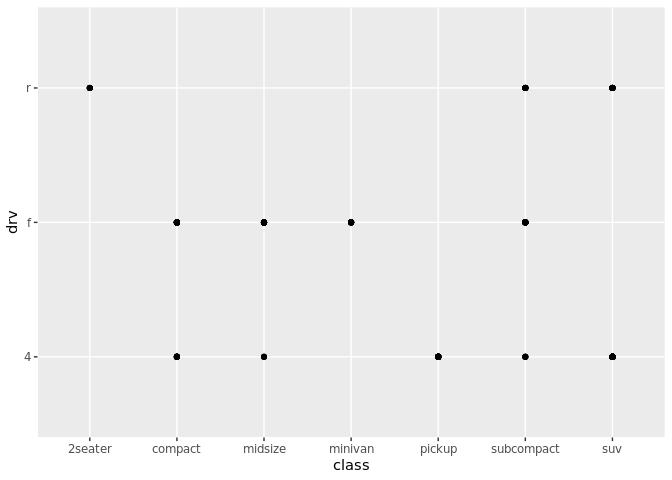 r
f
4
drv
2seater compact midsize minivan pickup subcompact suv
class